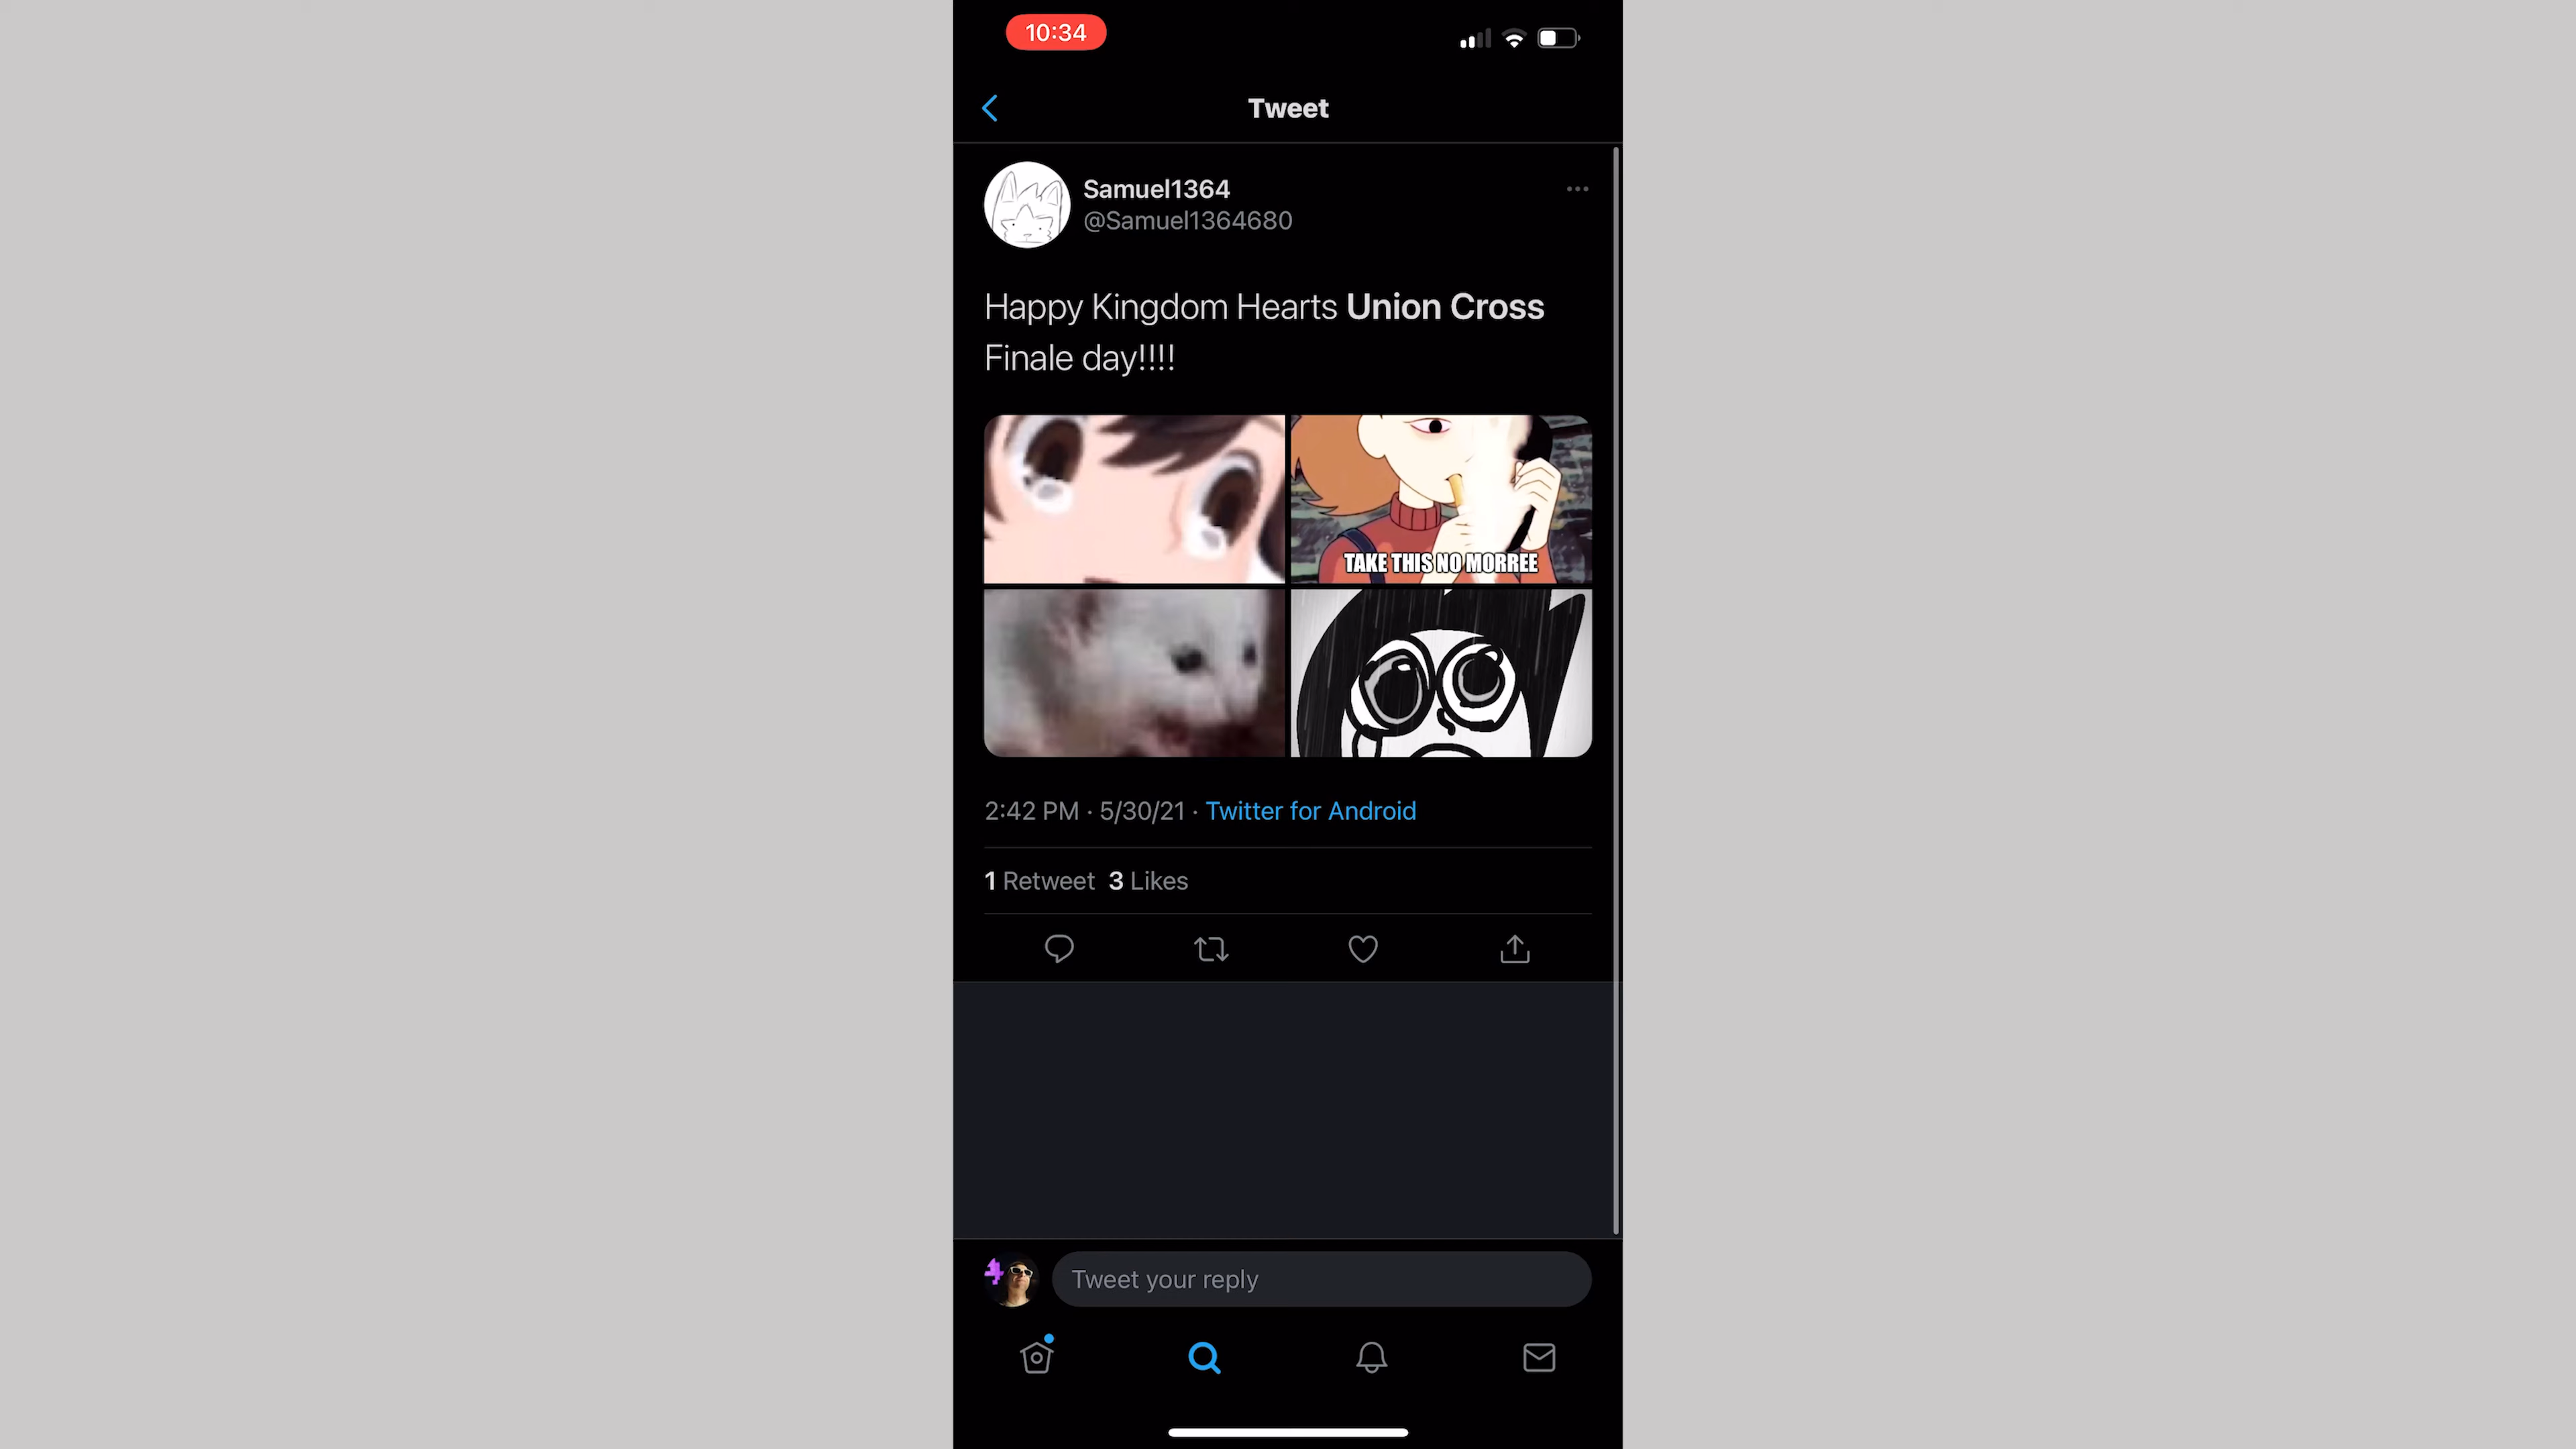 10:34
Tweet
Samuel1364
@Samuel1364680
Happy Kingdom Hearts Union Cross
Finale day!!!!
TAKE THIS NO MORREE
2:42 PM · 5/30/21 · Twitter for Android
1 Retweet 3 Likes
Tweet your reply